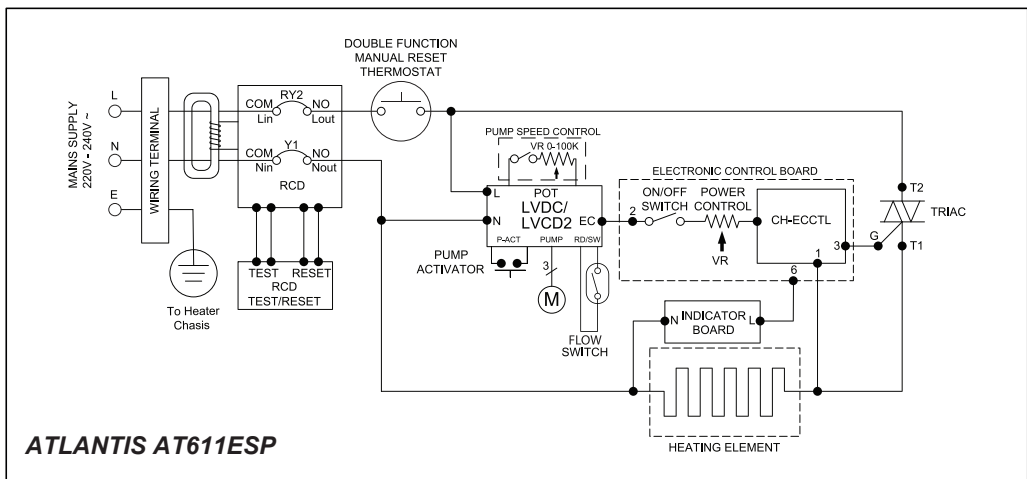 DOUBLE FUNCTION
MANUAL RESET
THERMOSTAT
MAINS SUPPLY
220V - 240V ~
L
N
E
WIRING TERMINAL
COM
RY2
NO
Lin
Lout
COM
Y1
NO
Nin
Nout
RCD
TEST
RESET
RCD
TEST/RESET
To Heater
Chasis
PUMP SPEED CONTROL
VR 0-100K
POT
L
N
LVDC/
LVCD2
EC
P-ACT
PUMP
RD/SW
PUMP
ACTIVATOR
3
M
FLOW
SWITCH
ELECTRONIC CONTROL BOARD
2
ON/OFF
SWITCH
POWER
CONTROL
VR
CH-ECCTL
3
1
6
G
T2
TRIAC
T1
N
INDICATOR
BOARD
L
HEATING ELEMENT
ATLANTIS AT611ESP